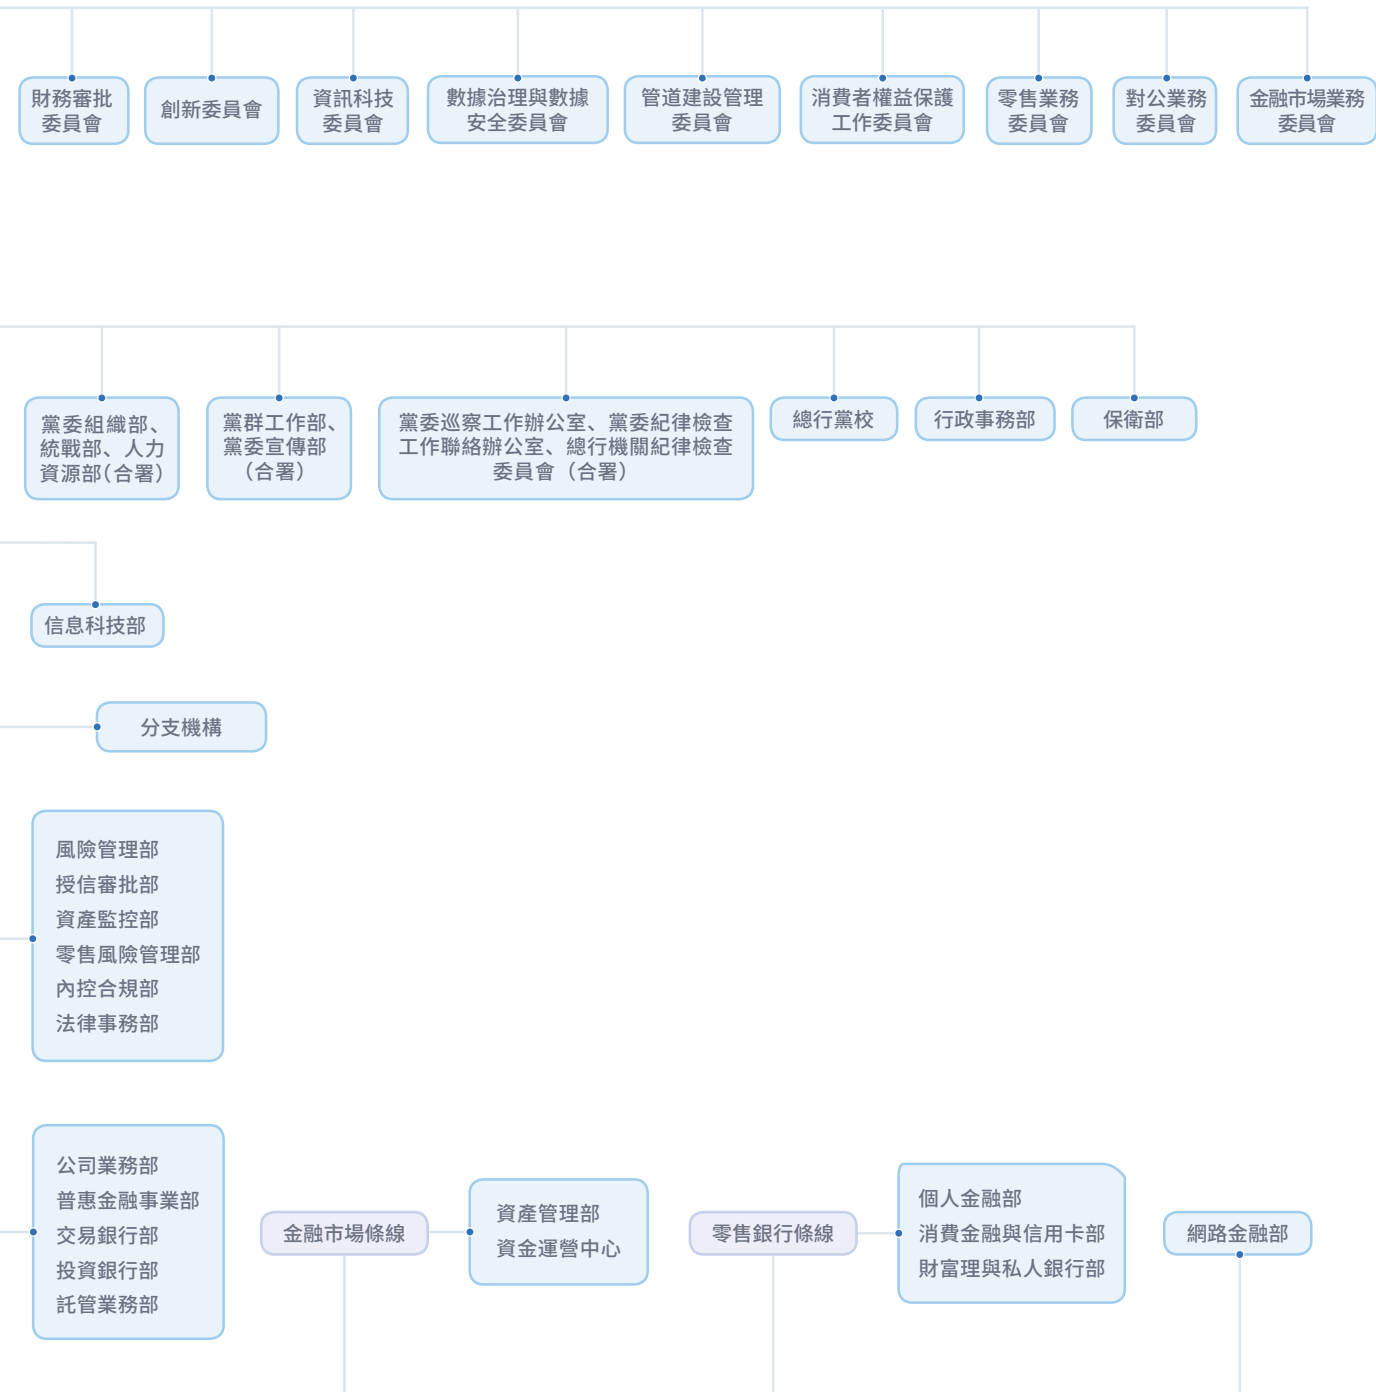 財務審批
委員會
創新委員會
資訊科技
委員會
數據治理與數據
安全委員會
管道建設管理
委員會
消費者權益保護
工作委員會
零售業務
委員會
對公業務
委員會
金融市場業務
委員會
黨委組織部、
統戰部、人力
資源部(合署)
黨群工作部、
黨委宣傳部
（合署）
黨委巡察工作辦公室、黨委紀律檢查
工作聯絡辦公室、總行機關紀律檢查
委員會（合署）
總行黨校
行政事務部
保衛部
信息科技部
分支機構
風險管理部
授信審批部
資產監控部
零售風險管理部
內控合規部
法律事務部
公司業務部
普惠金融事業部
交易銀行部
投資銀行部
託管業務部
金融市場條線
資產管理部
資金運營中心
零售銀行條線
個人金融部
消費金融與信用卡部
財富理與私人銀行部
網路金融部